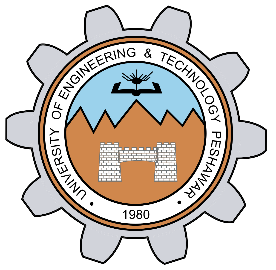 • UNIVERSITY OF ENGINEERING & TECHNOLOGY PESHAWAR •
1980